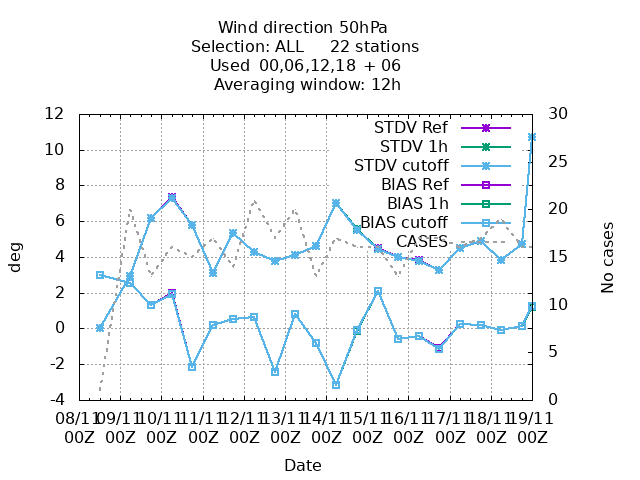 Wind direction 50hPa
Selection: ALL 22 stations
Used 00,06,12,18 + 06
Averaging window: 12h
STDV Ref
STDV 1h
STDV cutoff
BIAS Ref
BIAS 1h
BIAS cutoff
CASES
12
10
8
6
4
2
0
-2
-4
deg
30
25
20
15
10
5
0
No cases
08/11 09/11 10/11 11/11 12/11 13/11 14/11 15/11 16/11 17/11 18/11 19/11
00Z 00Z 00Z 00Z 00Z 00Z 00Z 00Z 00Z 00Z 00Z 00Z
Date